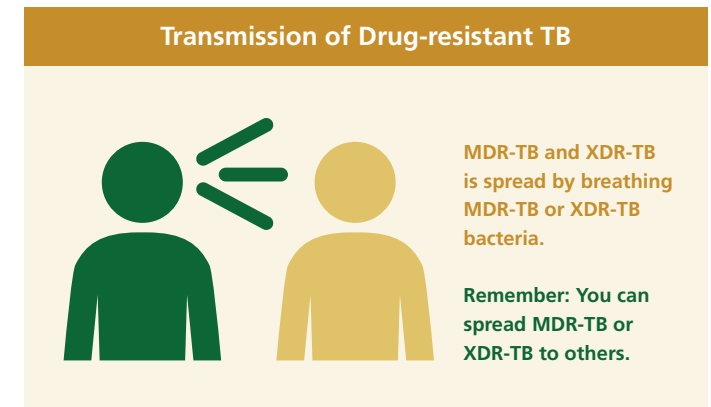 Transmission of Drug-resistant TB
MDR-TB and XDR-TB
is spread by breathing
MDR-TB or XDR-TB
bacteria.
Remember: You can
spread MDR-TB or
XDR-TB to others.